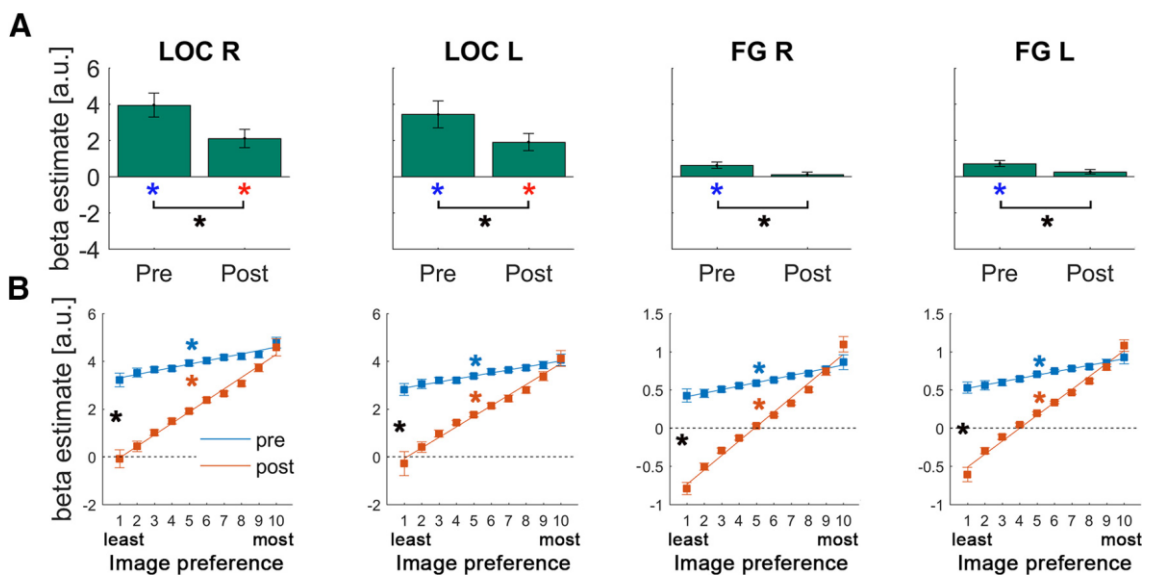 A
LOC R
LOC L
FG R
FG L
beta estimate [a.u.]
6
4
2
0
-2
-4
* *
*
* *
*
*
*
*
*
Pre Post
Pre Post
Pre Post
Pre Post
B
beta estimate [a.u.]
6
4
2
0
-2
*
*
*
pre
post
1 2 3 4 5 6 7 8 9 10
least most
Image preference
6
4
2
0
-2
*
*
*
1 2 3 4 5 6 7 8 9 10
least most
Image preference
1.5
1
0.5
0
-0.5
-1
*
*
*
1 2 3 4 5 6 7 8 9 10
least most
Image preference
1.5
1
0.5
0
-0.5
-1
*
*
*
1 2 3 4 5 6 7 8 9 10
least most
Image preference